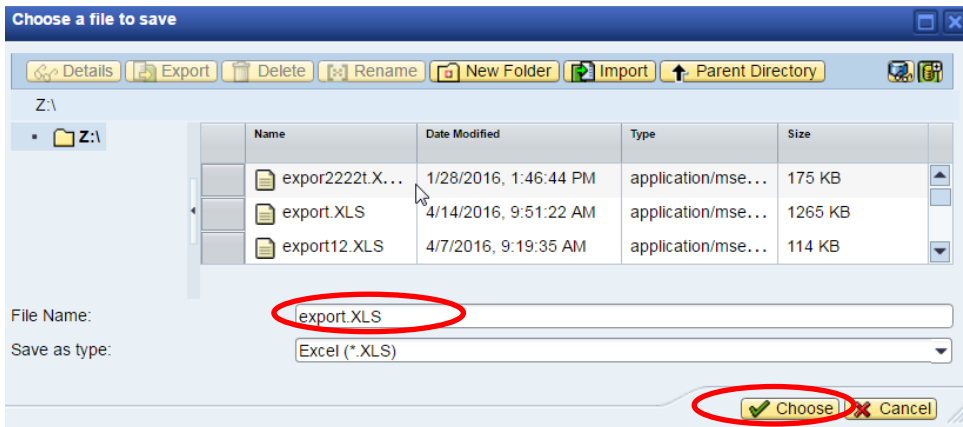 Choose a file to save
Details Export Delete Rename New Folder Import Parent Directory
Z:\
Z:\
Name Date Modified Type Size
expor2222t.X... 1/28/2016, 1:46:44 PM application/mse... 175 KB
export.XLS 4/14/2016, 9:51:22 AM application/mse... 1265 KB
export12.XLS 4/7/2016, 9:19:35 AM application/mse... 114 KB
File Name: export.XLS
Save as type: Excel (*.XLS)
Choose Cancel